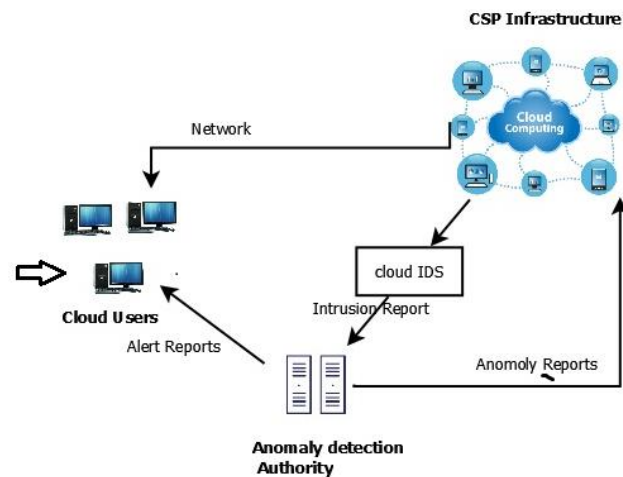 CSP Infrastructure
Cloud
Computing
Network
cloud IDS
Cloud Users
Intrusion Report
Alert Reports
Anomoly Reports
Anomaly detection
Authority